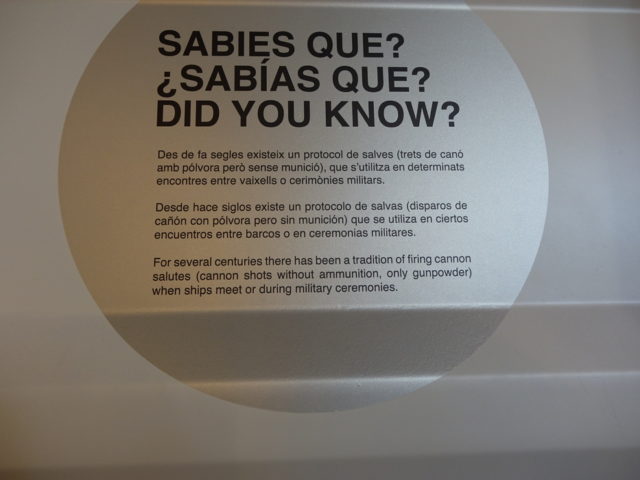 SABIES QUE?
¿SABÍAS QUE?
DID YOU KNOW?
Des de fa segles existeix un protocol de salves (trets de canó
amb pólvora però sense munició), que s'utilitza en determinats
encontres entre vaixells o cerimònies militars.
Desde hace siglos existe un protocolo de salvas (disparos de
cañón con pólvora pero sin munición) que se utiliza en ciertos
encuentros entre barcos o en ceremonias militares.
For several centuries there has been a tradition of firing cannon
salutes (cannon shots without ammunition, only gunpowder)
when ships meet or during military ceremonies.